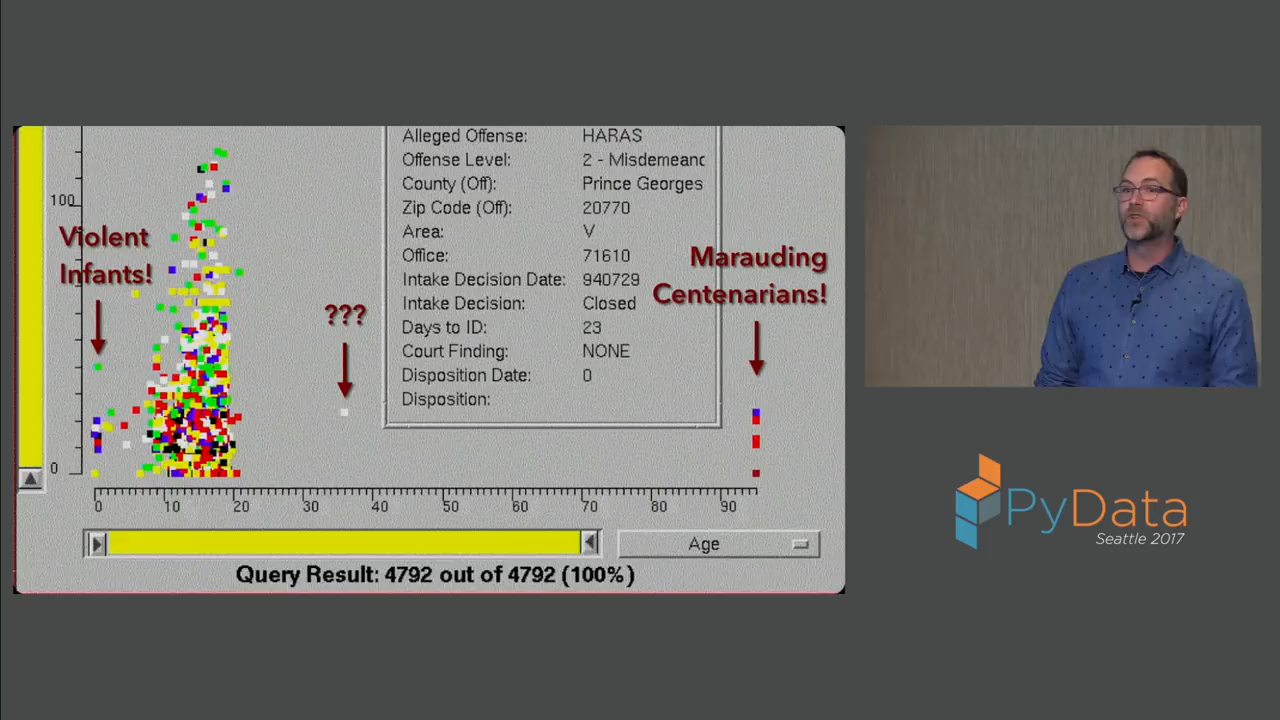 Alleged Offense: HARAS
Offense Level: 2 - Misdemeanc
County (Off): Prince Georges
Zip Code (Off): 20770
Area: V
Office: 71610
Intake Decision Date: 940729
Intake Decision: Closed
Days to ID: 23
Court Finding: NONE
Disposition Date: 0
Disposition:
100
0
Violent
Infants!
???
Marauding
Centenarians!
0 10 20 30 40 50 60 70 80 90
Age
Query Result: 4792 out of 4792 (100%)
PyData
Seattle 2017